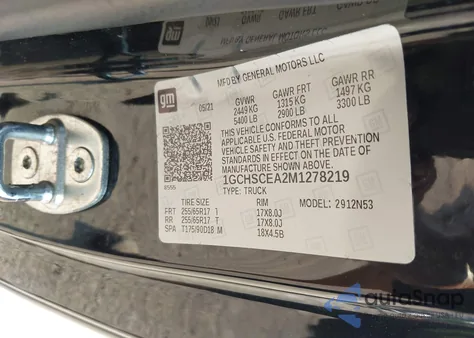 gm
MFD BY GENERAL MOTORS LLC
05/21
GVWR GAWR FRT GAWR RR
2449 KG 1315 KG 1497 KG
5400 LB 2900 LB 3300 LB
THIS VEHICLE CONFORMS TO ALL
APPLICABLE U.S. FEDERAL MOTOR
VEHICLE SAFETY AND THEFT PREVENTION
STANDARDS IN EFFECT ON THE DATE OF
MANUFACTURE SHOWN ABOVE.
1GCHSCEA2M1278219
TYPE: TRUCK
MODEL: 2912N53
TIRE SIZE RIM
FRT 255/65R17 T 17X8.0J
RR 255/65R17 T 17X8.0J
SPA T175/90D18 M 18X4.5B
autoSnap